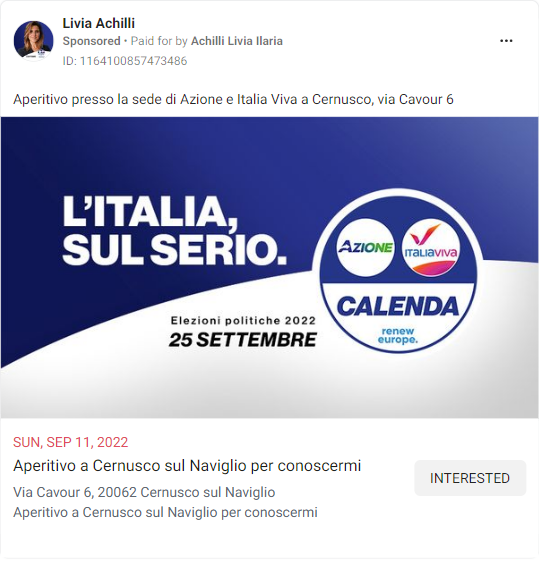 Livia Achilli
Sponsored • Paid for by Achilli Livia Ilaria
ID: 1164100857473486
Aperitivo presso la sede di Azione e Italia Viva a Cernusco, via Cavour 6
L'ITALIA,
SUL SERIO.
AZIONE
ITALIAVIVA
CALENDA
renew
europe.
Elezioni politiche 2022
25 SETTEMBRE
SUN, SEP 11, 2022
Aperitivo a Cernusco sul Naviglio per conoscermi
INTERESTED
Via Cavour 6, 20062 Cernusco sul Naviglio
Aperitivo a Cernusco sul Naviglio per conoscermi